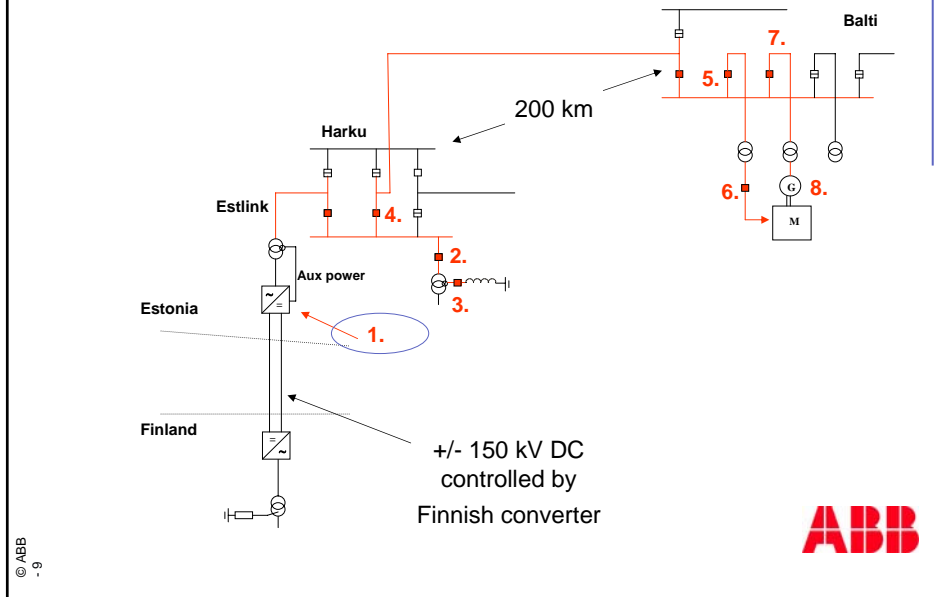 Balti
7.
5.
200 km
Harku
6.
G
8.
M
Estlink
4.
2.
Aux power
~
=
3.
Estonia
1.
Finland
=
~
+/- 150 kV DC
controlled by
Finnish converter
ABB
© ABB
- 9